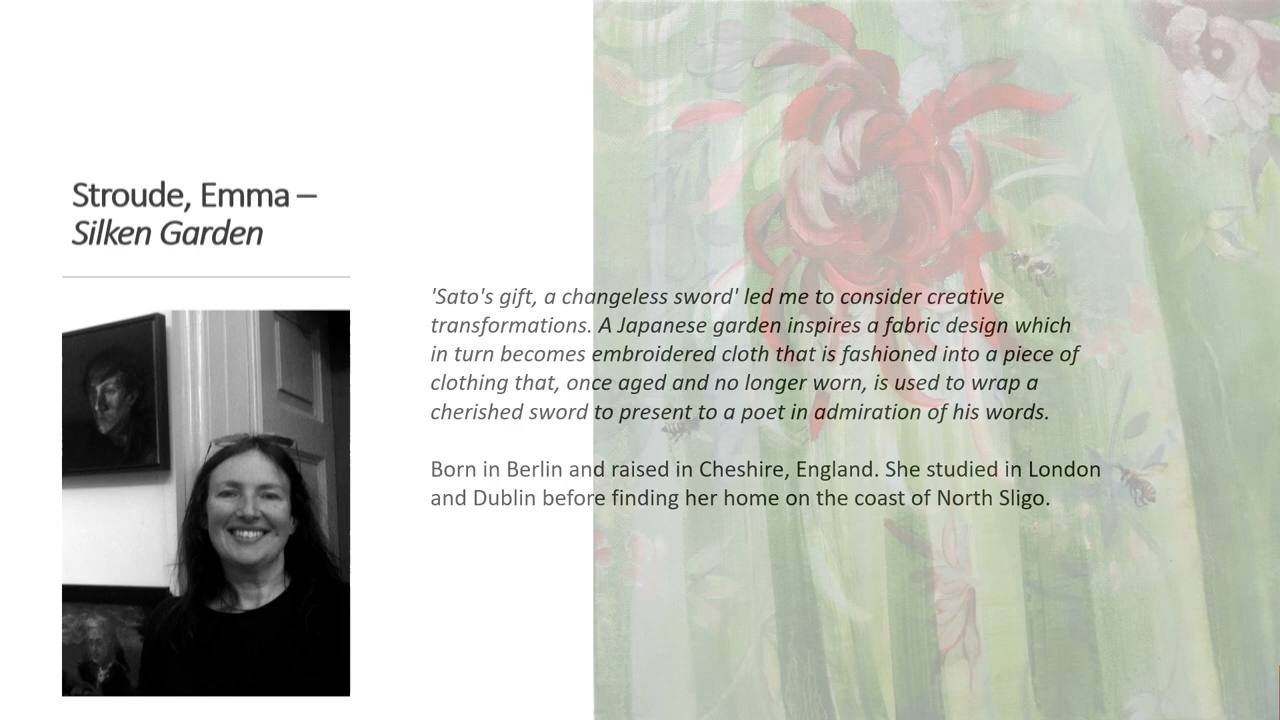 Stroude, Emma –
Silken Garden
'Sato's gift, a changeless sword' led me to consider creative
transformations. A Japanese garden inspires a fabric design which
in turn becomes embroidered cloth that is fashioned into a piece of
clothing that, once aged and no longer worn, is used to wrap a
cherished sword to present to a poet in admiration of his words.
Born in Berlin and raised in Cheshire, England. She studied in London
and Dublin before finding her home on the coast of North Sligo.